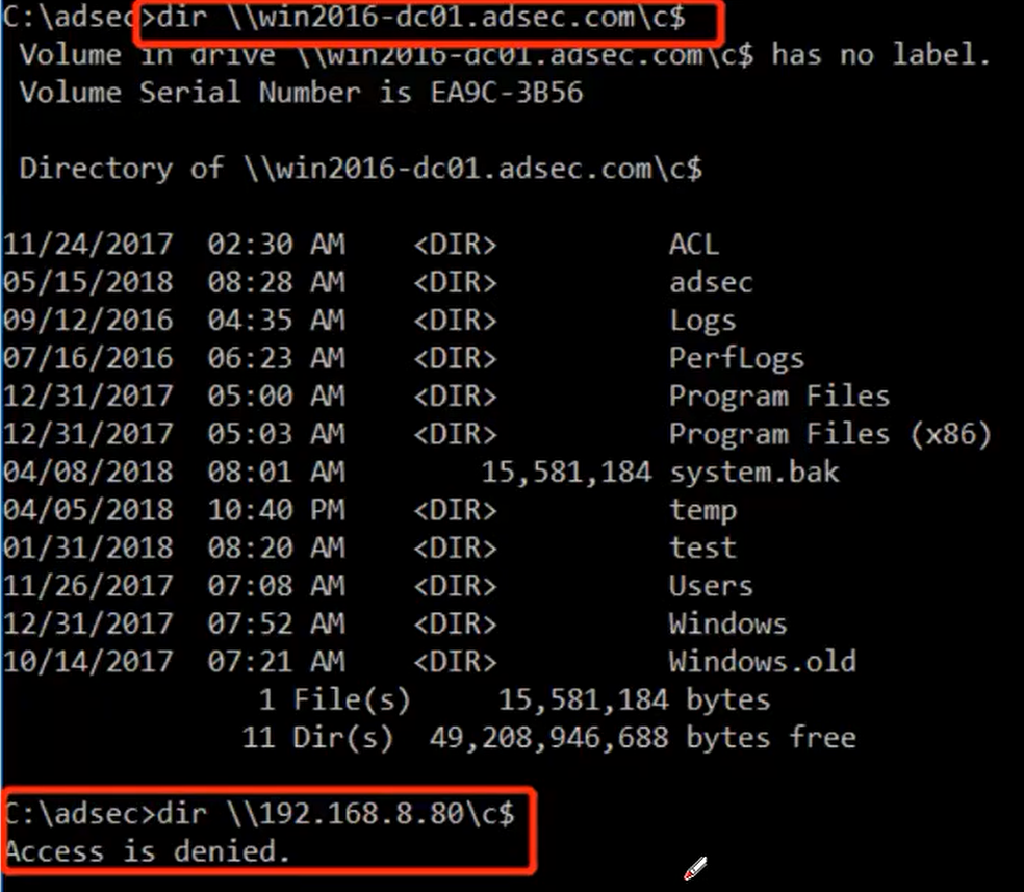 C:\adsec>dir \\win2016-dc01.adsec.com\c$
Volume in drive \\win2016-dc01.adsec.com\c$ has no label.
Volume Serial Number is EA9C-3B56
Directory of \\win2016-dc01.adsec.com\c$
11/24/2017 02:30 AM <DIR> ACL
05/15/2018 08:28 AM <DIR> adsec
09/12/2016 04:35 AM <DIR> Logs
07/16/2016 06:23 AM <DIR> PerfLogs
12/31/2017 05:00 AM <DIR> Program Files
12/31/2017 05:03 AM <DIR> Program Files (x86)
04/08/2018 08:01 AM 15,581,184 system.bak
04/05/2018 10:40 PM <DIR> temp
01/31/2018 08:20 AM <DIR> test
11/26/2017 07:08 AM <DIR> Users
12/31/2017 07:52 AM <DIR> Windows
10/14/2017 07:21 AM <DIR> Windows.old
1 File(s) 15,581,184 bytes
11 Dir(s) 49,208,946,688 bytes free
C:\adsec>dir \\192.168.8.80\c$
Access is denied.